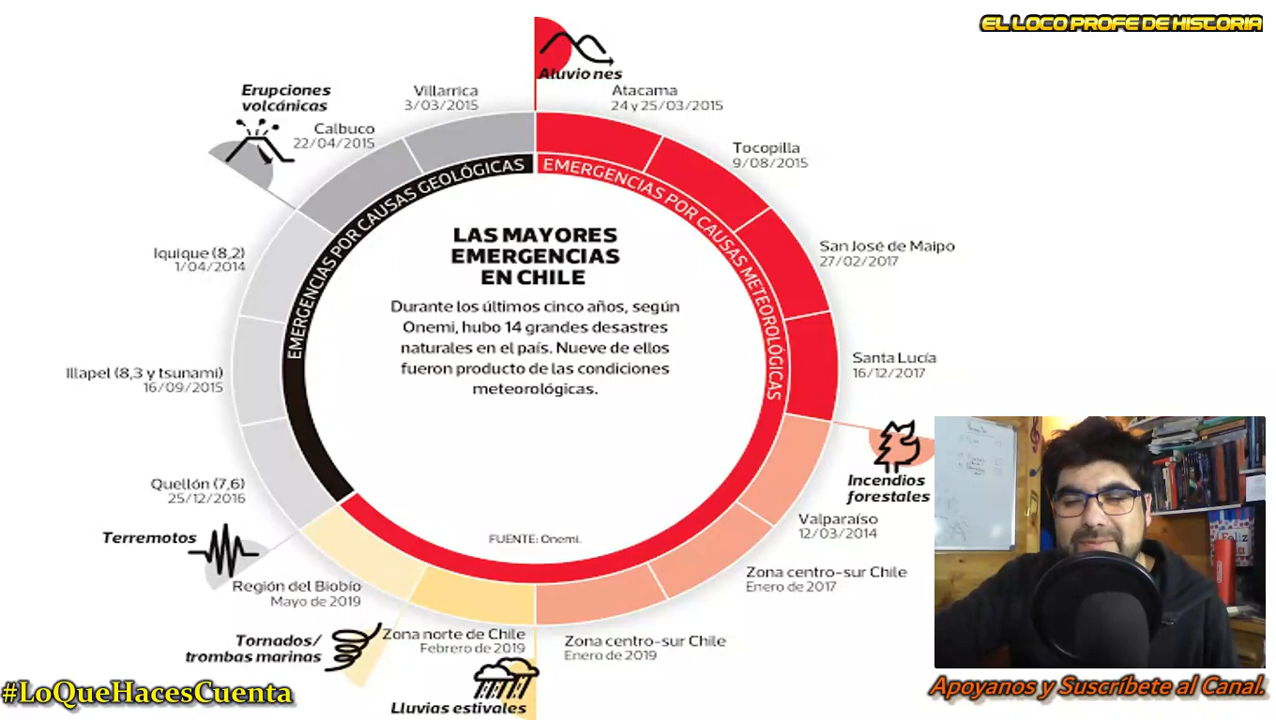 EL LOCO PROFE DE HISTORIA
Aluviones
Atacama
24 y 25/03/2015
Tocopilla
9/08/2015
San José de Maipo
27/02/2017
Santa Lucía
16/12/2017
Incendios
forestales
Valparaíso
12/03/2014
Zona centro-sur Chile
Enero de 2017
Zona centro-sur Chile
Enero de 2019
Zona norte de Chile
Febrero de 2019
Lluvias estivales
Región del Biobío
Mayo de 2019
Tornados/
trombas marinas
Terremotos
Quellón (7,6)
25/12/2016
Illapel (8,3 y tsunami)
16/09/2015
Iquique (8,2)
1/04/2014
Erupciones
volcánicas
Calbuco
22/04/2015
Villarrica
3/03/2015
EMERGENCIAS POR CAUSAS GEOLÓGICAS
EMERGENCIAS POR CAUSAS METEOROLÓGICAS
LAS MAYORES
EMERGENCIAS
EN CHILE
Durante los últimos cinco años, según
Onemi, hubo 14 grandes desastres
naturales en el país. Nueve de ellos
fueron producto de las condiciones
meteorológicas.
FUENTE: Onemi.
Feliz
#LoQueHacesCuenta
Apoyanos y Suscríbete al Canal.